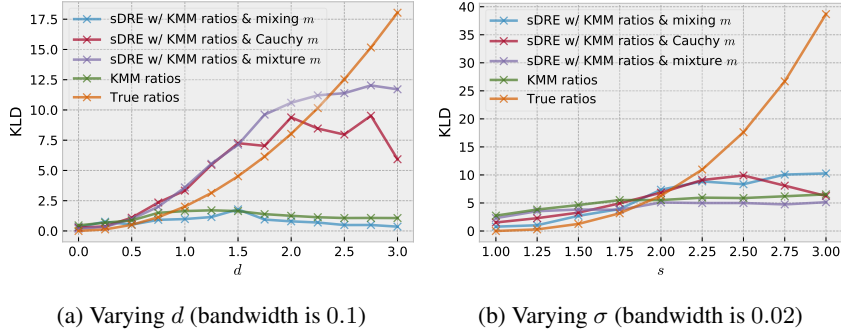 17.5
15.0
12.5
10.0
7.5
5.0
2.5
0.0
KLD
sDRE w/ KMM ratios & mixing m
sDRE w/ KMM ratios & Cauchy m
sDRE w/ KMM ratios & mixture m
KMM ratios
True ratios
0.0 0.5 1.0 1.5 2.0 2.5 3.0
d
(a) Varying d (bandwidth is 0.1)
40
35
30
25
20
15
10
5
0
KLD
sDRE w/ KMM ratios & mixing m
sDRE w/ KMM ratios & Cauchy m
sDRE w/ KMM ratios & mixture m
KMM ratios
True ratios
1.00 1.25 1.50 1.75 2.00 2.25 2.50 2.75 3.00
s
(b) Varying σ (bandwidth is 0.02)